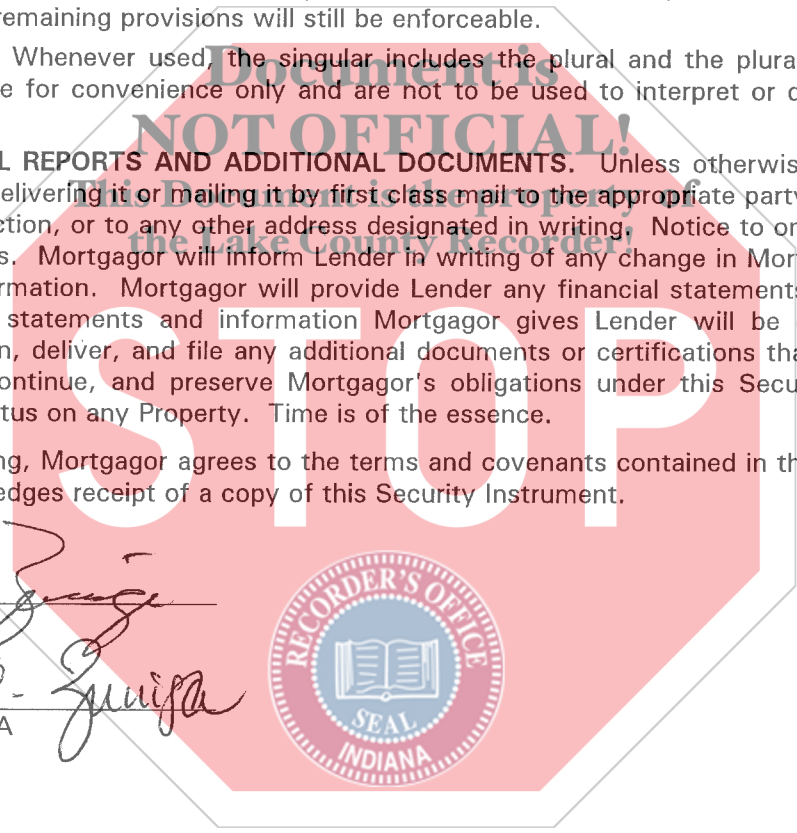 remaining provisions will still be enforceable.
Whenever used, the singular includes the plural and the plura
Document is
e for convenience only and are not to be used to interpret or d
NOT OFFICIAL!
L REPORTS AND ADDITIONAL DOCUMENTS. Unless otherwis
This Document is the property of
elivering it or mailing it by first class mail to the appropriate party
ction, or to any other address designated in writing. Notice to on
the Lake County Recorder!
s. Mortgagor will inform Lender in writing of any change in Mort
rmation. Mortgagor will provide Lender any financial statements
statements and information Mortgagor gives Lender will be
n, deliver, and file any additional documents or certifications tha
ontinue, and preserve Mortgagor's obligations under this Secu
tus on any Property. Time is of the essence.
STOP
ng, Mortgagor agrees to the terms and covenants contained in th
edges receipt of a copy of this Security Instrument.
Zuniga
A
RECORDER'S OFFICE
SEAL
INDIANA